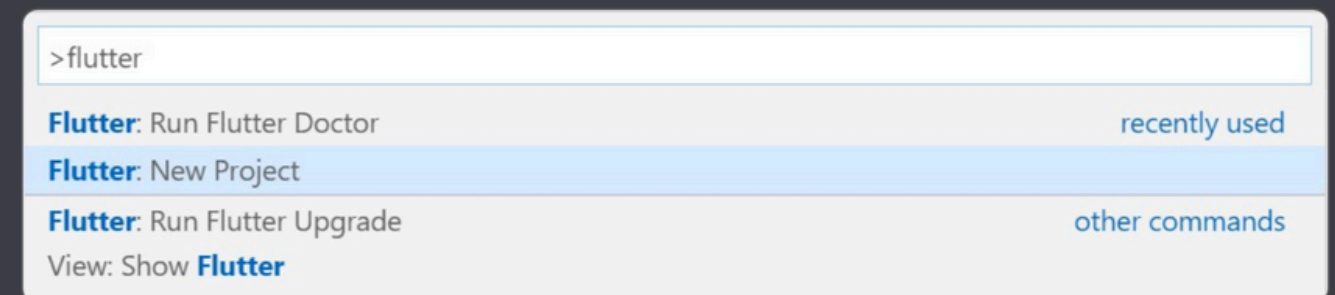 >flutter
Flutter: Run Flutter Doctor recently used
Flutter: New Project
Flutter: Run Flutter Upgrade other commands
View: Show Flutter